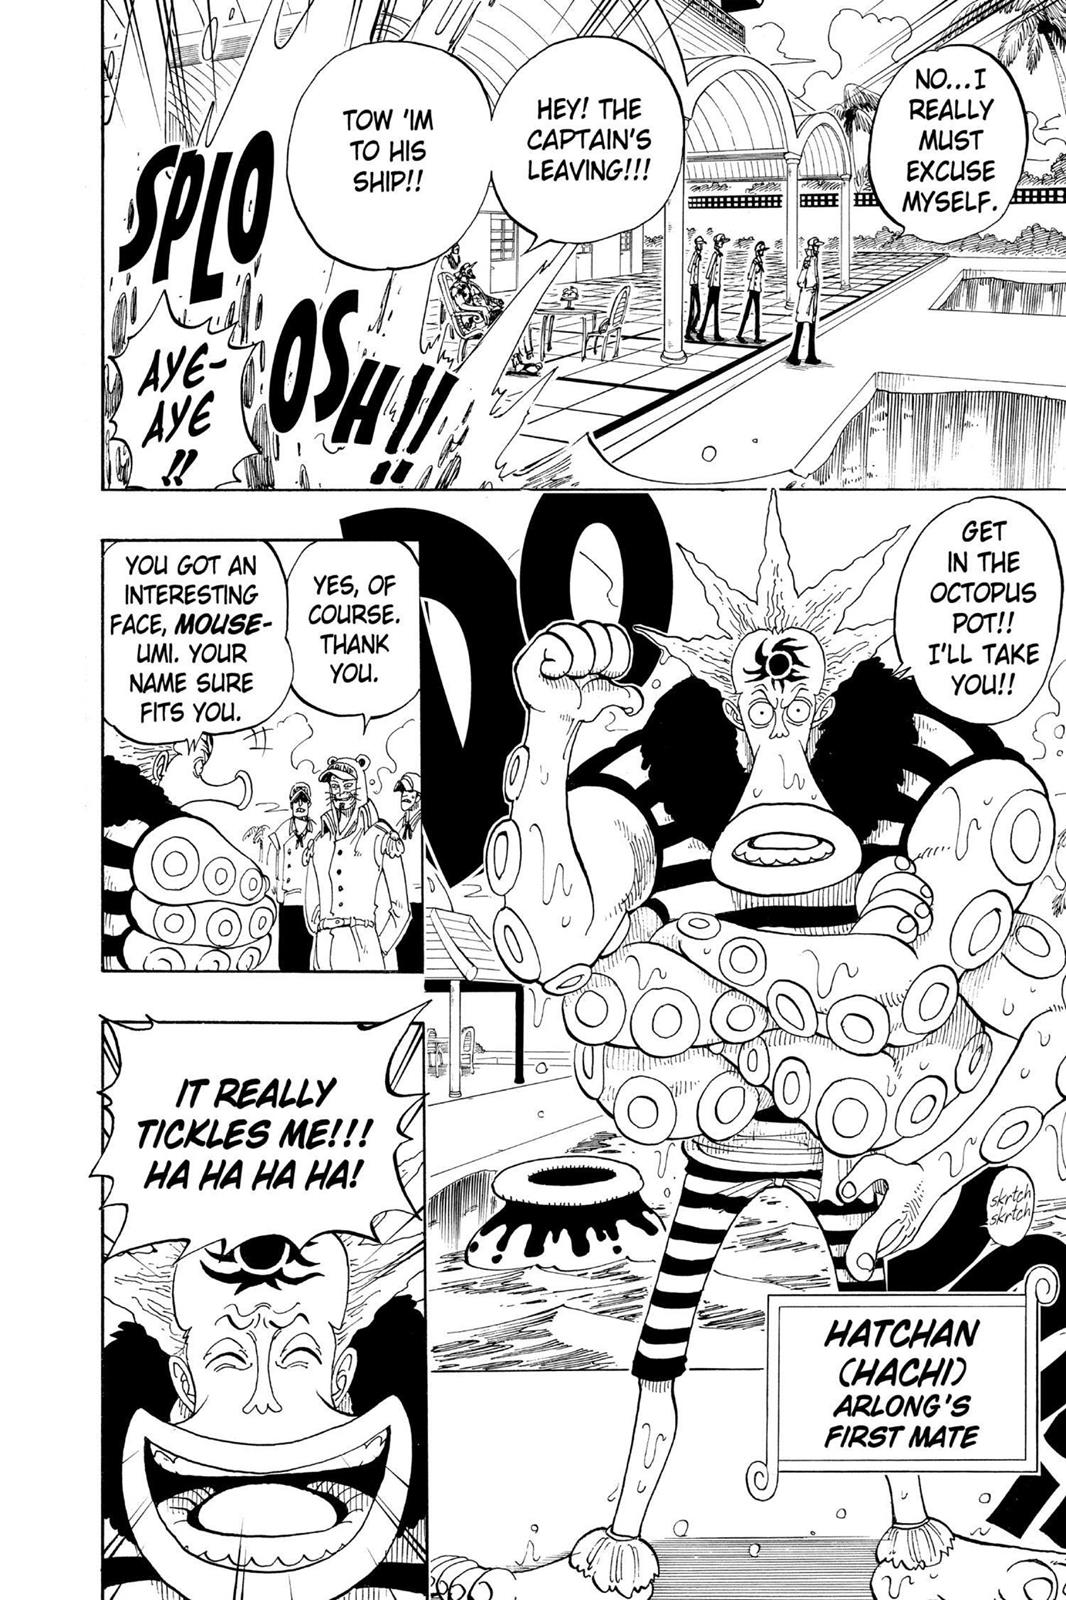 NO...I
REALLY
MUST
EXCUSE
MYSELF.
HEY! THE
CAPTAIN'S
LEAVING!!!
TOW 'IM
TO HIS
SHIP!!
SPLO
OSH!!
AYE-
AYE
!!
GET
IN THE
OCTOPUS
POT!!
I'LL TAKE
YOU!!
DO
skrtch
skrtch
HATCHAN
(HACHI)
ARLONG'S
FIRST MATE
YES, OF
COURSE.
THANK
YOU.
YOU GOT AN
INTERESTING
FACE, MOUSE-
UMI. YOUR
NAME SURE
FITS YOU.
IT REALLY
TICKLES ME!!!
HA HA HA HA!